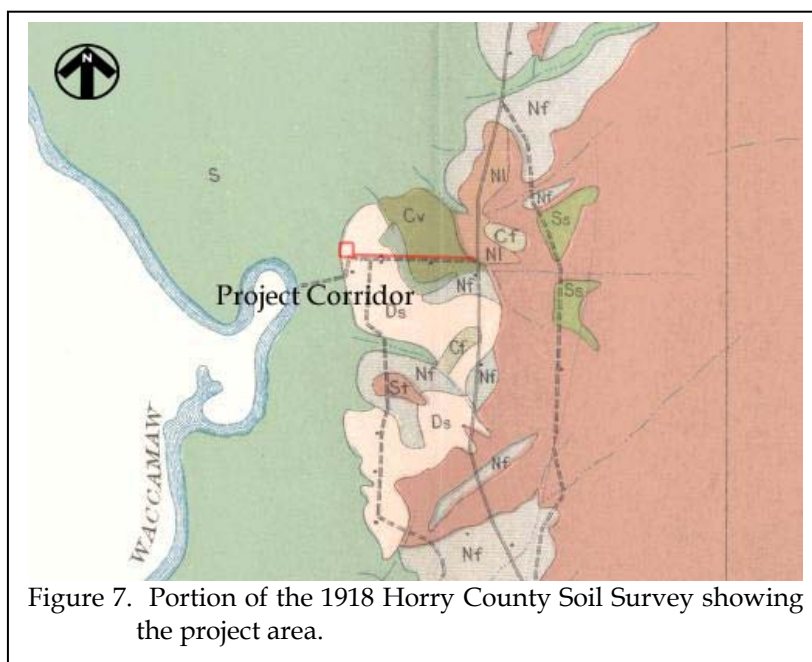 N
Nf
S
Nl
Nf
Cv
Ss
Cf
Nl
Project Corridor
Nf
Ss
Ds
Cf
Nf
Nf
St
Ds
WACCAMAW
Nf
Nf
Figure 7. Portion of the 1918 Horry County Soil Survey showing
the project area.